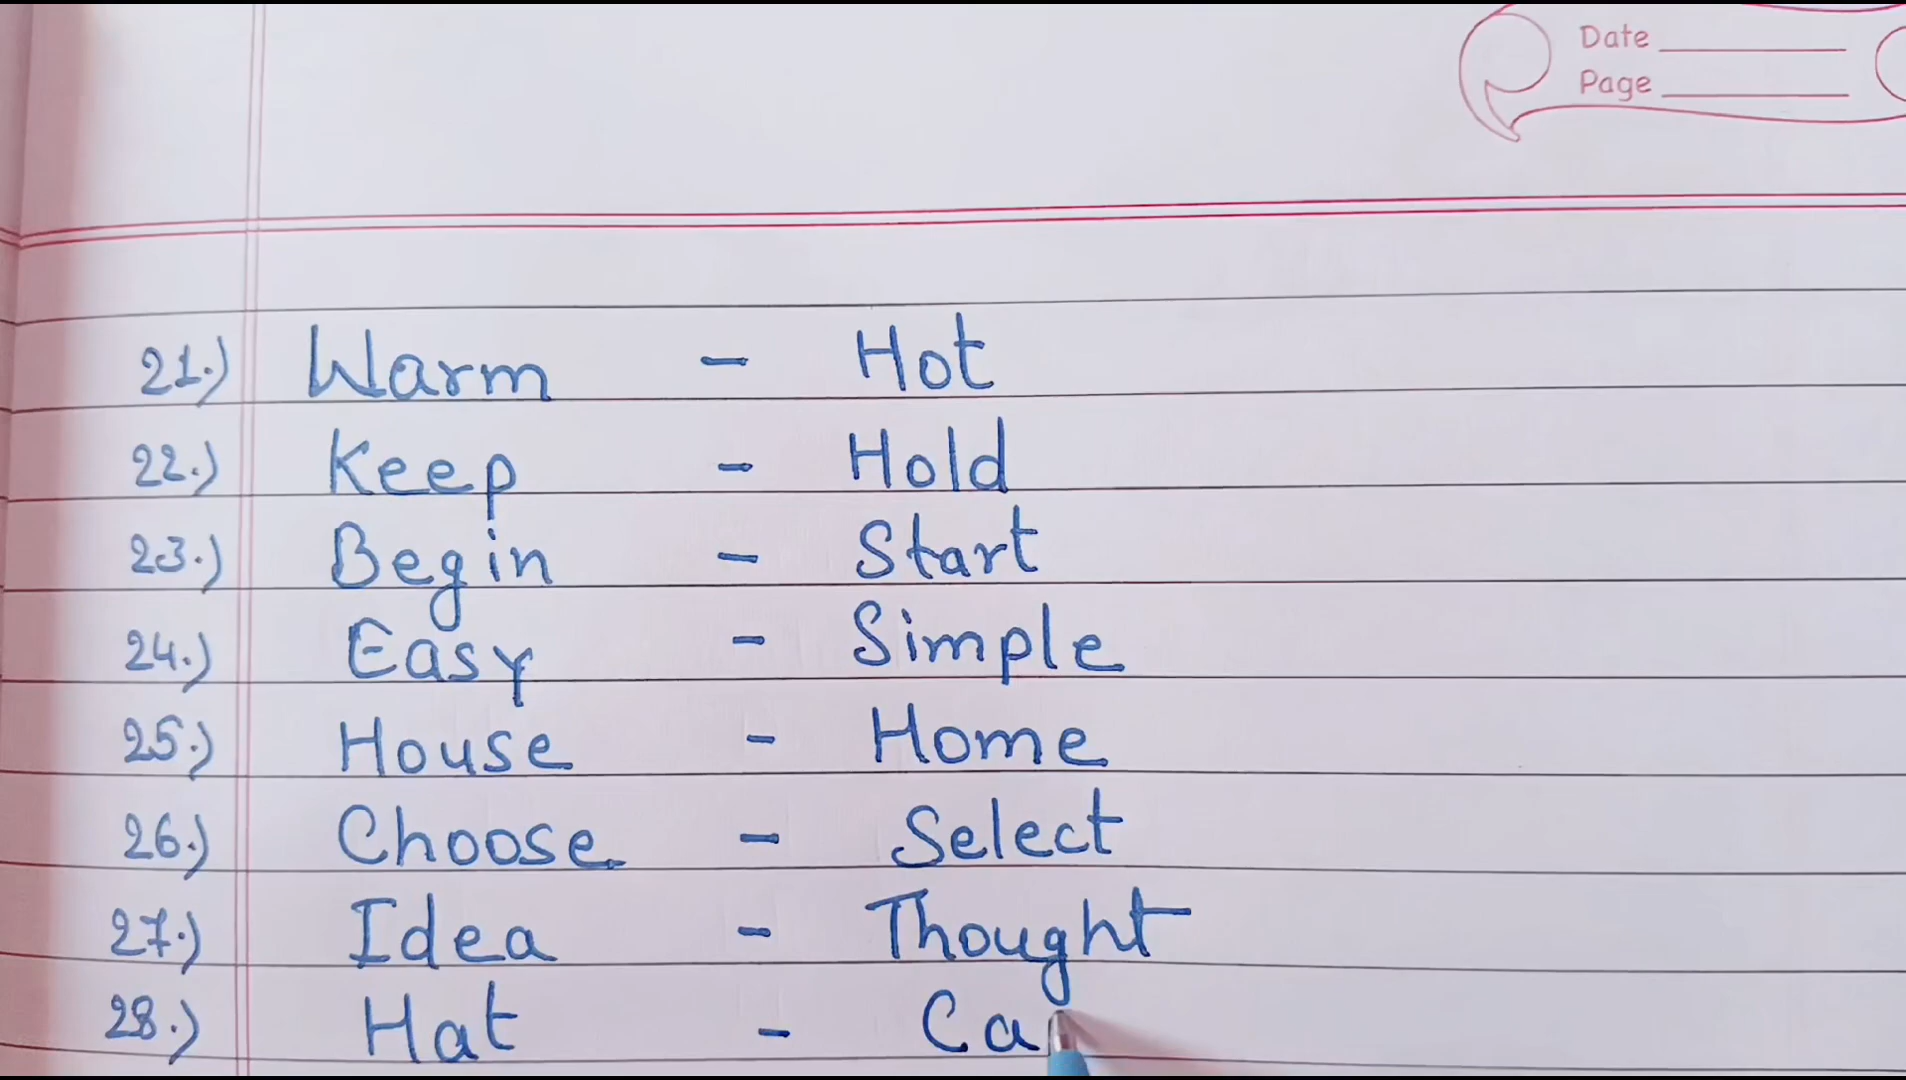 Date
Page
21.) Warm - Hot
22.) Keep - Hold
23.) Begin - Start
24.) Easy - Simple
25.) House - Home
26.) Choose - Select
27.) Idea - Thought
28.) Hat - Ca